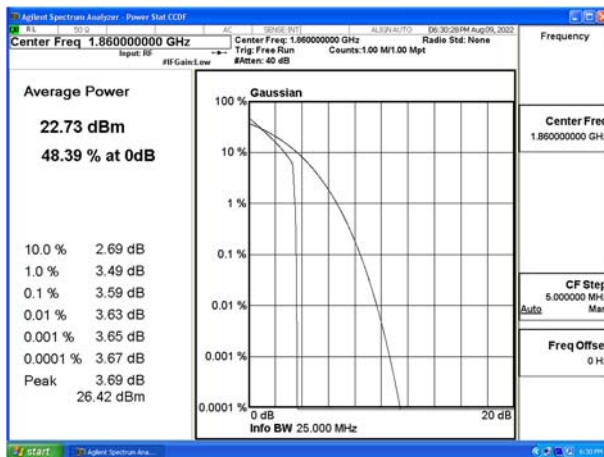 Agilent Spectrum Analyzer - Power Stat CCDF
RL 50 Ω AC SENSE:INT ALIGN AUTO 06:30:28 PM Aug 09, 2022
Center Freq 1.860000000 GHz
Center Freq: 1.860000000 GHz Radio Std: None
Input: RF Trig: Free Run Counts:1.00 M/1.00 Mpt
#IFGain:Low #Atten: 40 dB
Frequency
Average Power
22.73 dBm
48.39 % at 0dB
10.0 % 2.69 dB
1.0 % 3.49 dB
0.1 % 3.59 dB
0.01 % 3.63 dB
0.001 % 3.65 dB
0.0001 % 3.67 dB
Peak 3.69 dB
26.42 dBm
Gaussian
100 %
10 %
1 %
0.1 %
0.01 %
0.001 %
0.0001 %
0 dB 20 dB
Info BW 25.000 MHz
Center Freq
1.860000000 GHz
CF Step
5.000000 MHz
Auto Man
Freq Offse
0 Hz
start Agilent Spectrum Ana... 6:30 PM